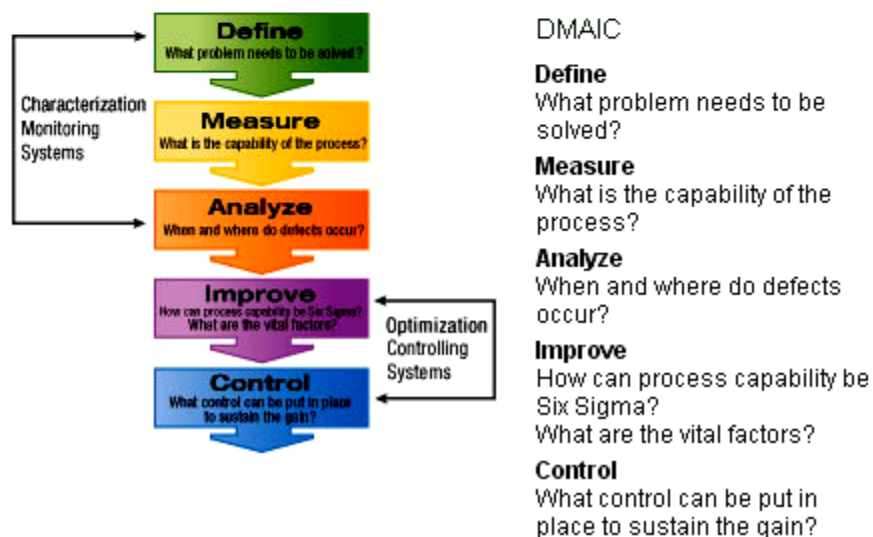 Define
What problem needs to be solved?
Measure
What is the capability of the process?
Analyze
When and where do defects occur?
Improve
How can process capability be Six Sigma?
What are the vital factors?
Control
What control can be put in place
to sustain the gain?
Characterization
Monitoring
Systems
Optimization
Controlling
Systems
DMAIC
Define
What problem needs to be
solved?
Measure
What is the capability of the
process?
Analyze
When and where do defects
occur?
Improve
How can process capability be
Six Sigma?
What are the vital factors?
Control
What control can be put in
place to sustain the gain?